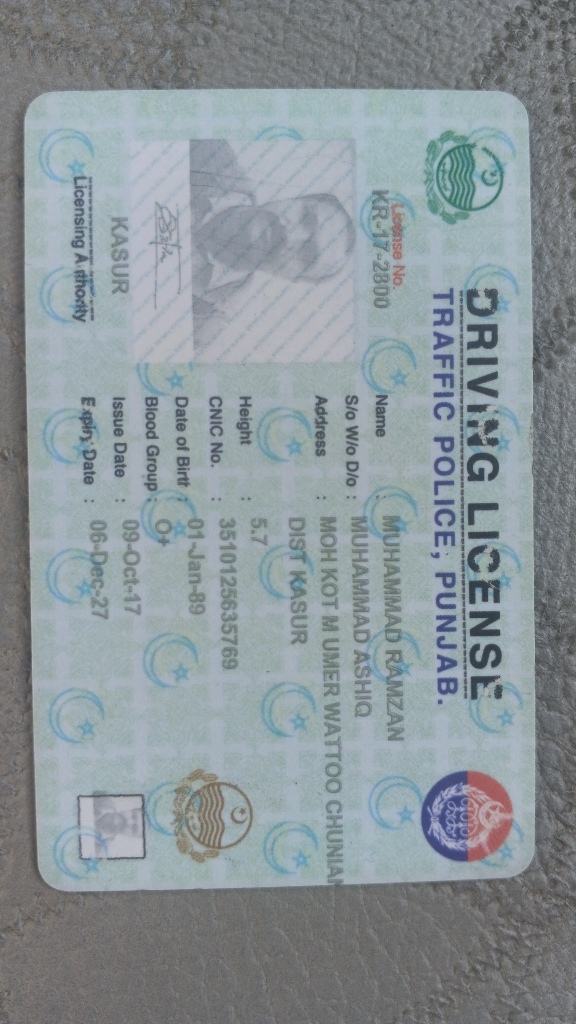 DRIVING LICENSE
TRAFFIC POLICE, PUNJAB.
License No.
KR-17-2800
Name : MUHAMMAD RAMZAN
S/o W/o D/o : MUHAMMAD ASHIQ
Address : MOH KOT M UMER WATTOO CHUNIAN
DIST KASUR
Height : 5.7
CNIC No. : 3510125635769
Date of Birth : 01-Jan-89
Blood Group : O+
Issue Date : 09-Oct-17
Expiry Date : 06-Dec-27
KASUR
Licensing Authority